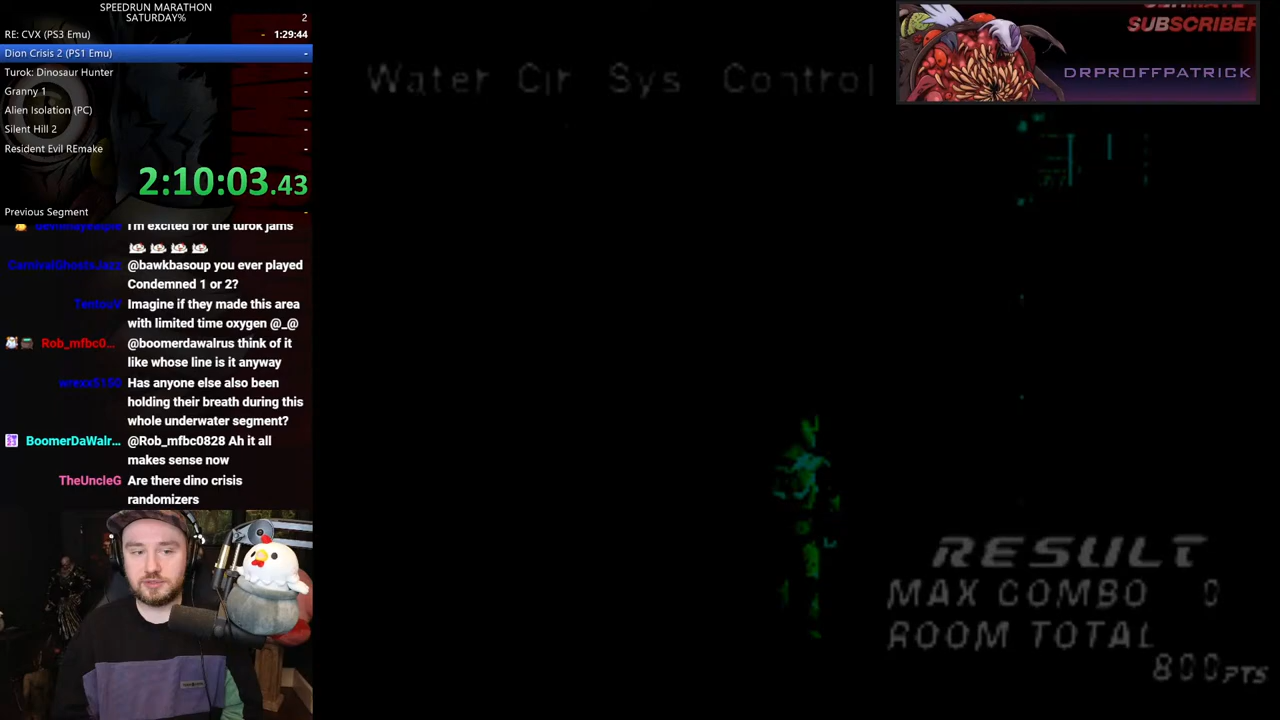 SPEEDRUN MARATHON
SATURDAY%
2
RE: CVX (PS3 Emu) - 1:29:44
Dion Crisis 2 (PS1 Emu) -
Turok: Dinosaur Hunter -
Granny 1 -
Alien Isolation (PC) -
Silent Hill 2 -
Resident Evil REmake -
2:10:03.43
Previous Segment -
I'm excited for the turok jams
CarnivalGhostsJazz @bawkbasoup you ever played
Condemned 1 or 2?
TentouV Imagine if they made this area
with limited time oxygen @_@
Rob_mfbc0... @boomerdawalrus think of it
like whose line is it anyway
wrexx5150 Has anyone else also been
holding their breath during this
whole underwater segment?
BoomerDaWalr... @Rob_mfbc0828 Ah it all
makes sense now
TheUncleG Are there dino crisis
randomizers
Water Cir Sys Control
ULTIMATE
SUBSCRIBER
DRPROFFPATRICK
RESULT
MAX COMBO 0
ROOM TOTAL
800PTS